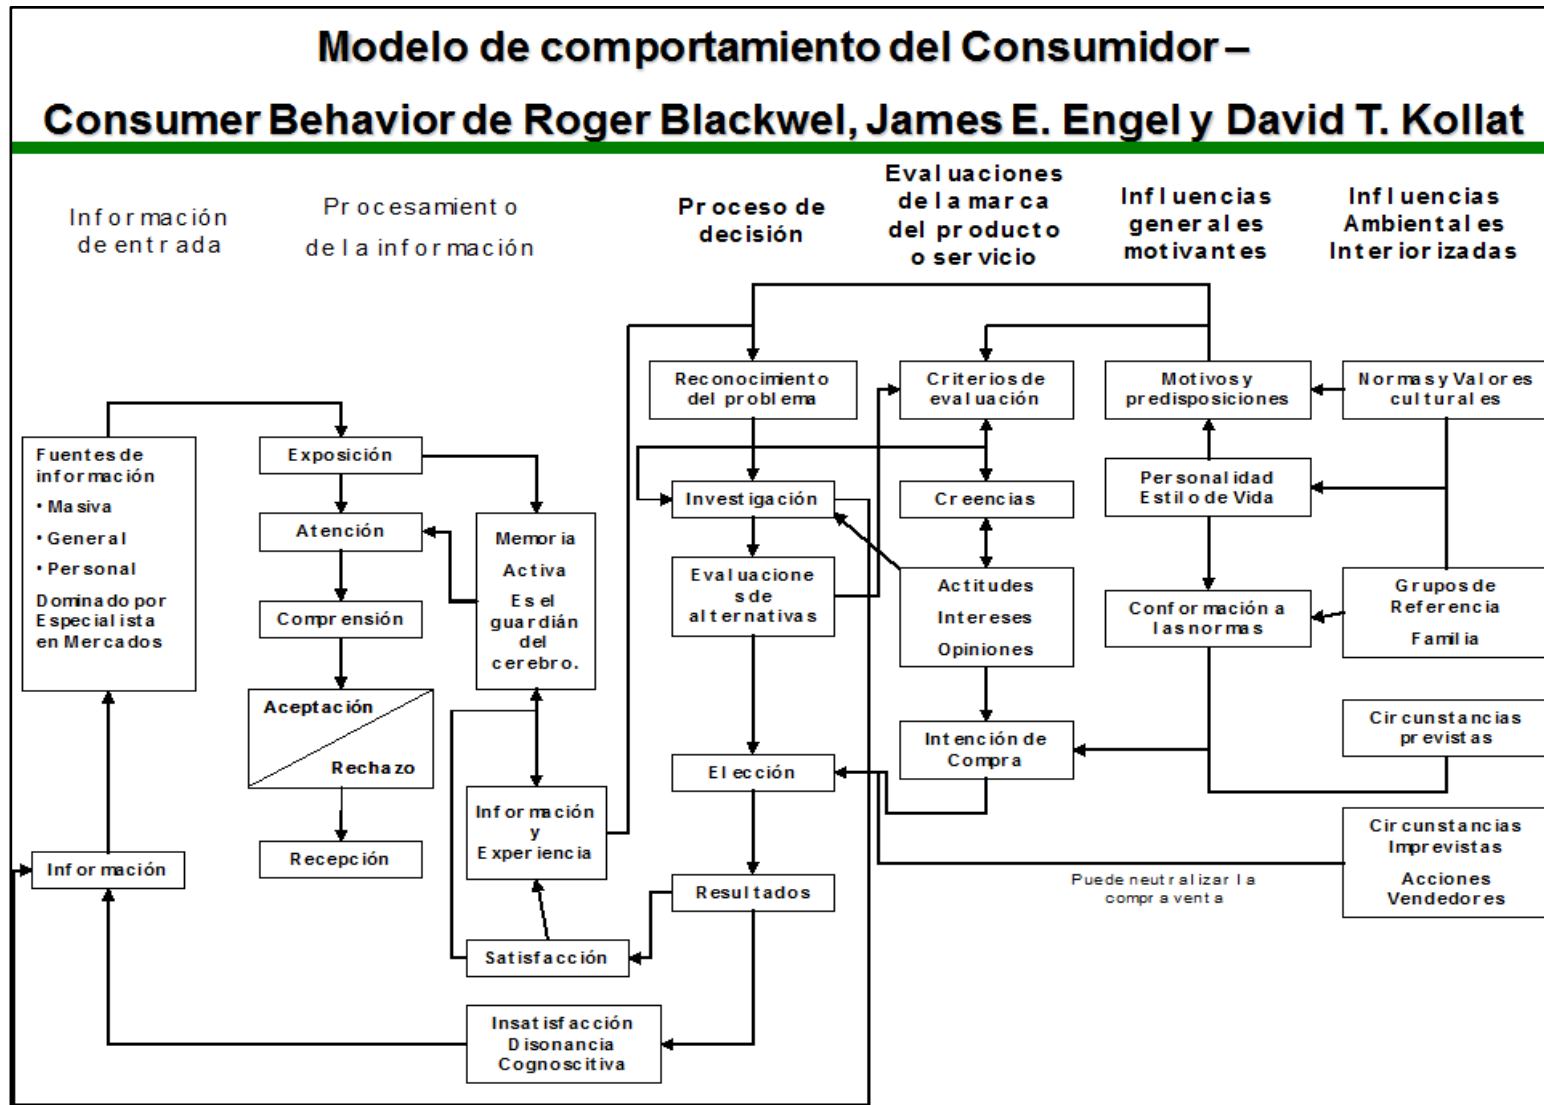 Modelo de comportamiento del Consumidor –
Consumer Behavior de Roger Blackwel, James E. Engel y David T. Kollat
Información
de entrada
Procesamiento
de la información
Proceso de
decisión
Evaluaciones
de la marca
del producto
o servicio
Influencias
generales
motivantes
Influencias
Ambientales
Interiorizadas
Fuentes de
información
• Masiva
• General
• Personal
Dominado por
Especialista
en Mercados
Información
Exposición
Atención
Comprensión
Aceptación
Rechazo
Recepción
Memoria
Activa
Es el
guardián
del
cerebro.
Información
y
Experiencia
Satisfacción
Insatisfacción
Disonancia
Cognoscitiva
Reconocimiento
del problema
Investigación
Evaluacione
s de
alternativas
Elección
Resultados
Criterios de
evaluación
Creencias
Actitudes
Intereses
Opiniones
Intención de
Compra
Motivos y
predisposiciones
Personalidad
Estilo de Vida
Conformación a
las normas
Puede neutralizar la
compra venta
Normas y Valores
culturales
Grupos de
Referencia
Familia
Circunstancias
previstas
Circunstancias
Imprevistas
Acciones
Vendedores